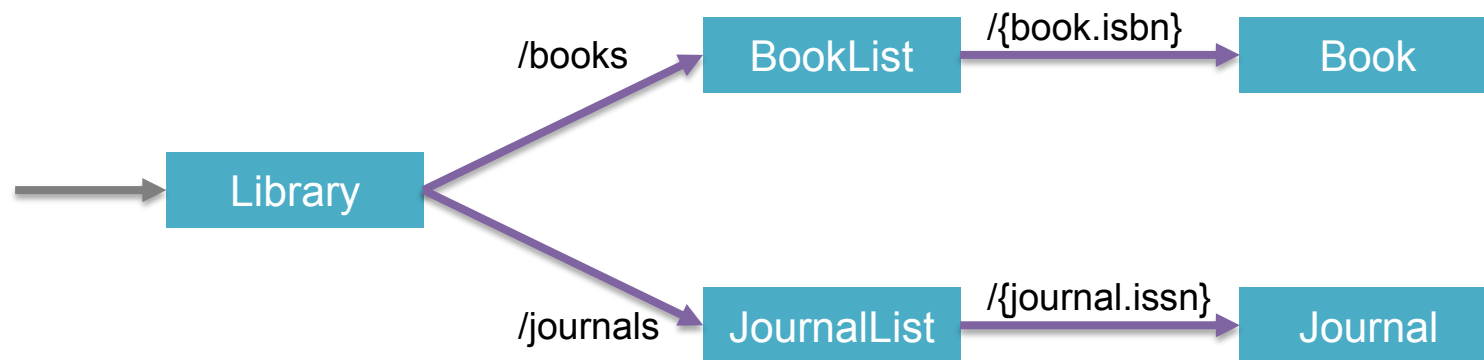 /{book.isbn}
/books
BookList
Book
Library
/{journal.issn}
/journals
JournalList
Journal